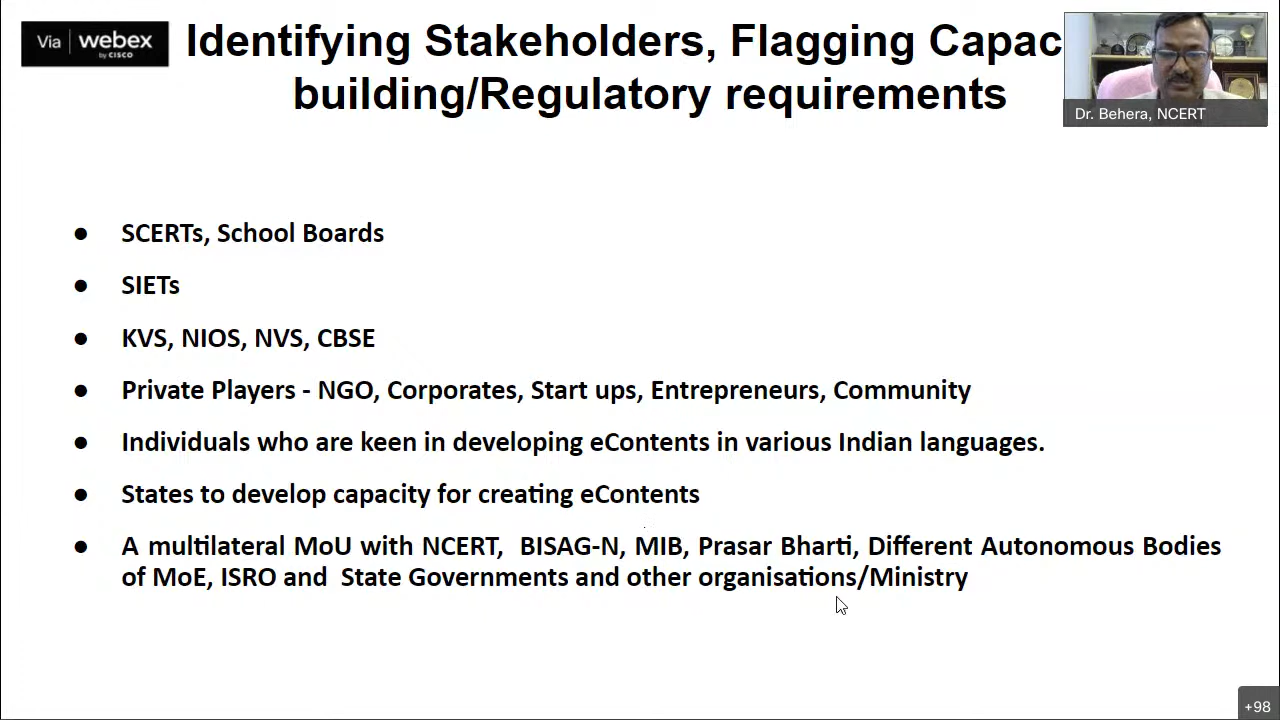 Via webex
by CISCO
Identifying Stakeholders, Flagging Capac
building/Regulatory requirements
Dr. Behera, NCERT
● SCERTs, School Boards
● SIETs
● KVS, NIOS, NVS, CBSE
● Private Players - NGO, Corporates, Start ups, Entrepreneurs, Community
● Individuals who are keen in developing eContents in various Indian languages.
● States to develop capacity for creating eContents
● A multilateral MoU with NCERT, BISAG-N, MIB, Prasar Bharti, Different Autonomous Bodies
of MoE, ISRO and State Governments and other organisations/Ministry
+98